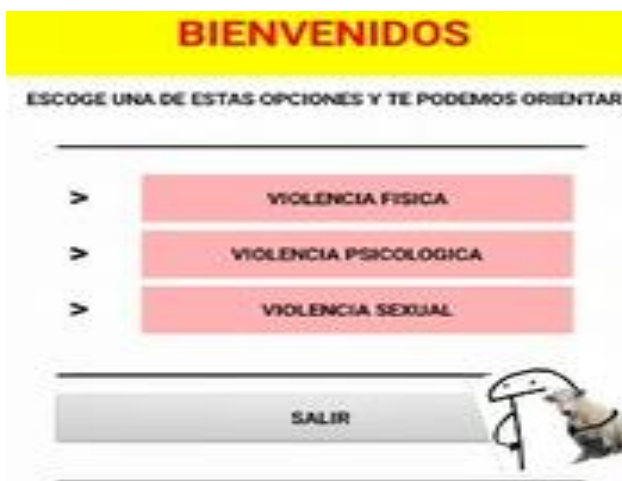 BIENVENIDOS
ESCOGE UNA DE ESTAS OPCIONES Y TE PODEMOS ORIENTAR
> VIOLENCIA FISICA
> VIOLENCIA PSICOLOGICA
> VIOLENCIA SEXUAL
SALIR